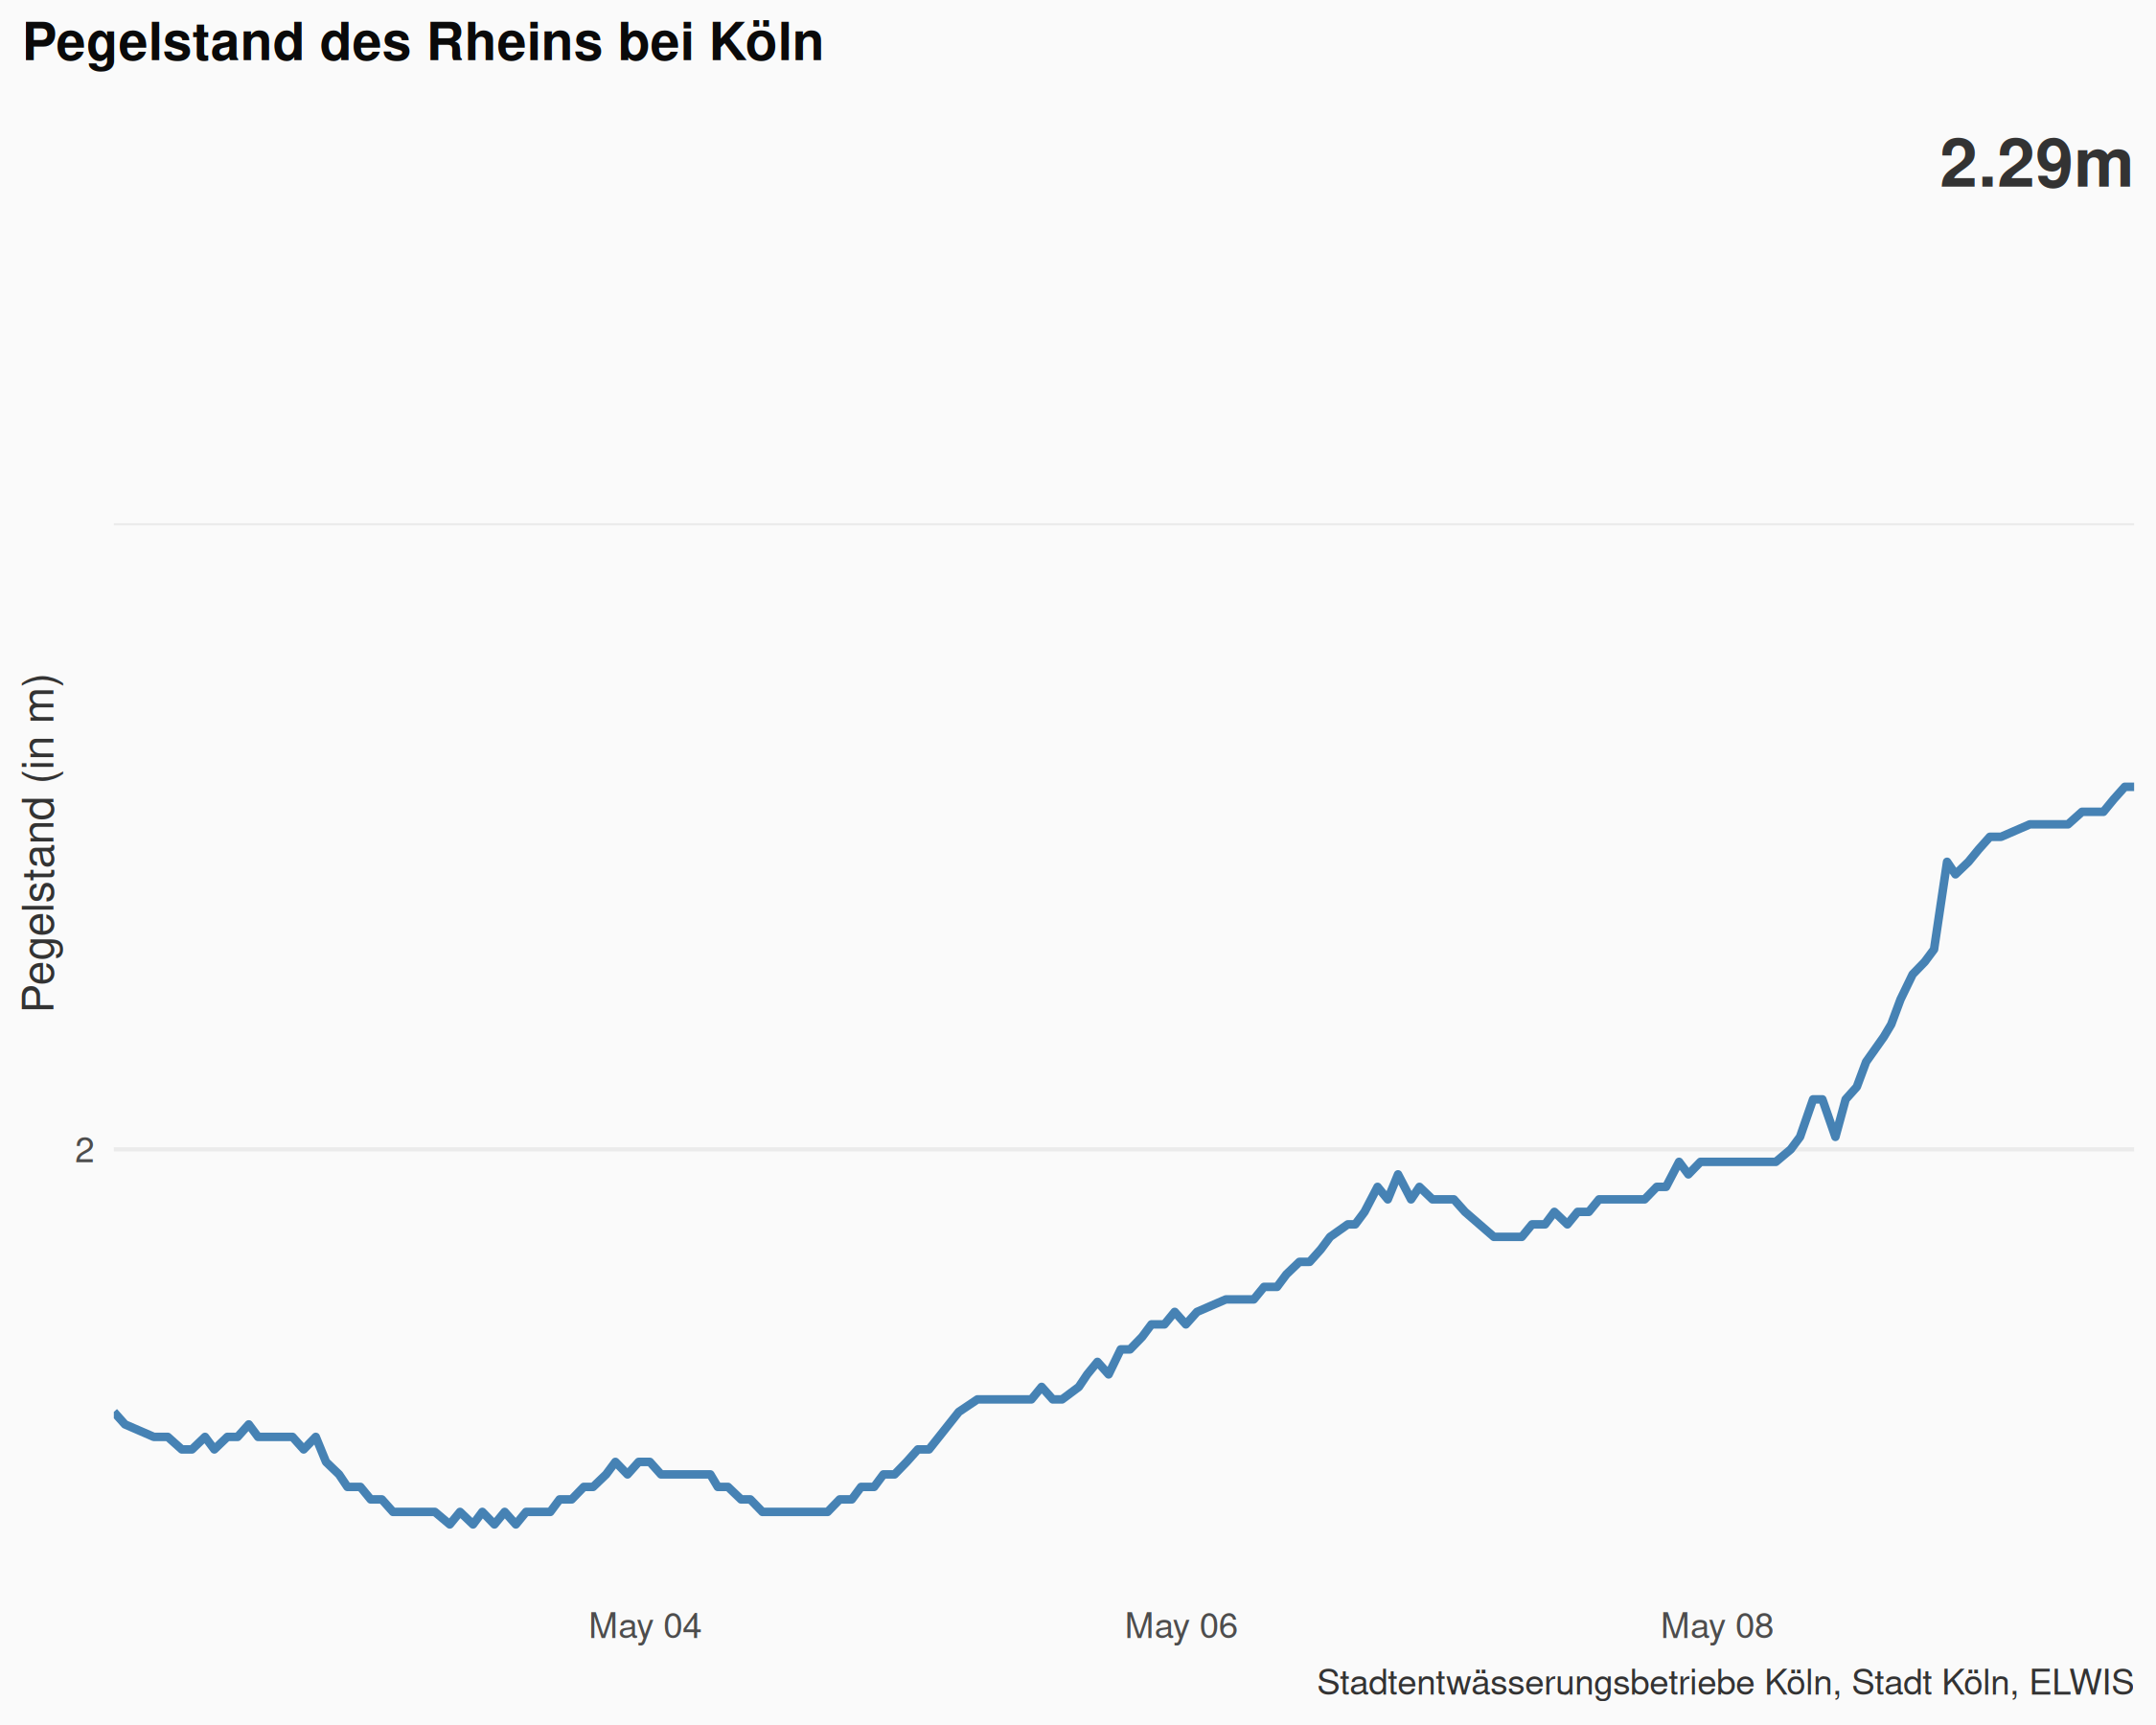 Pegelstand des Rheins bei Köln
2.29m
Pegelstand (in m)
2
May 04
May 06
May 08
Stadtentwässerungsbetriebe Köln, Stadt Köln, ELWIS